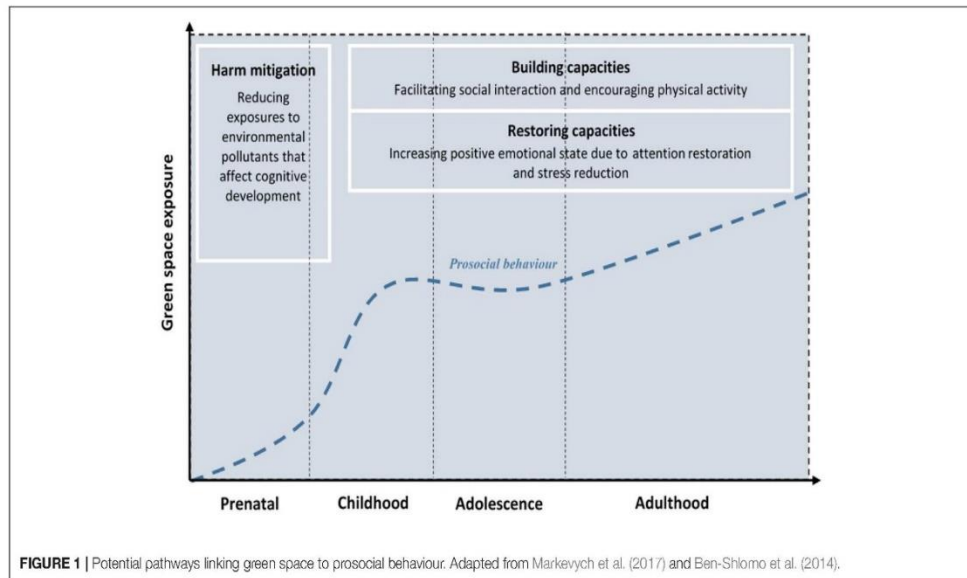 Harm mitigation
Reducing
exposures to
environmental
pollutants that
affect cognitive
development
Building capacities
Facilitating social interaction and encouraging physical activity
Restoring capacities
Increasing positive emotional state due to attention restoration
and stress reduction
Green space exposure
Prosocial behaviour
Prenatal
Childhood
Adolescence
Adulthood
FIGURE 1 | Potential pathways linking green space to prosocial behaviour. Adapted from Markevych et al. (2017) and Ben-Shlomo et al. (2014).